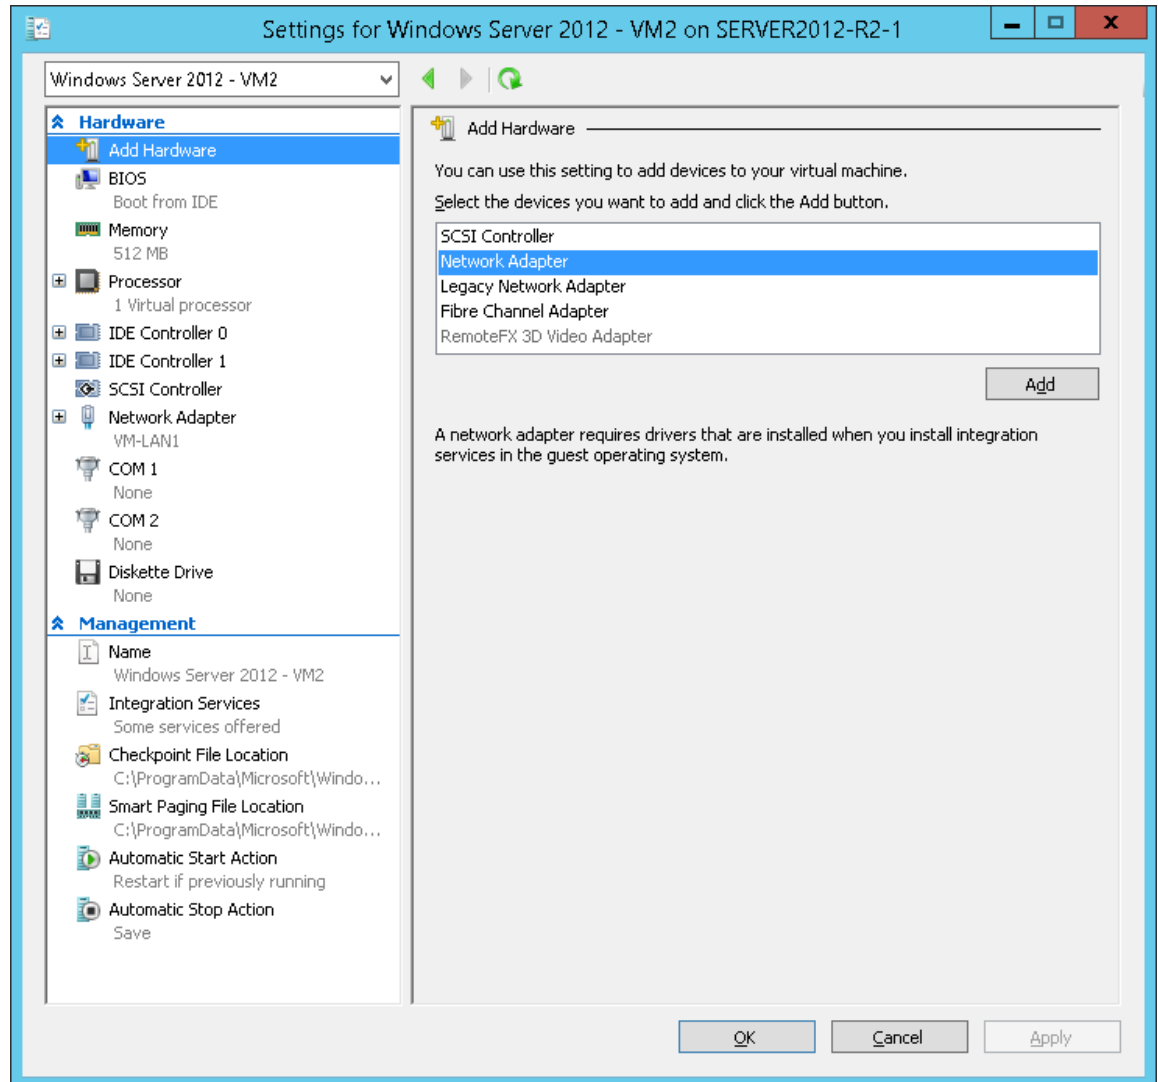 Settings for Windows Server 2012 - VM2 on SERVER2012-R2-1
Windows Server 2012 - VM2
Hardware
Add Hardware
BIOS
Boot from IDE
Memory
512 MB
Processor
1 Virtual processor
IDE Controller 0
IDE Controller 1
SCSI Controller
Network Adapter
VM-LAN1
COM 1
None
COM 2
None
Diskette Drive
None
Management
Name
Windows Server 2012 - VM2
Integration Services
Some services offered
Checkpoint File Location
C:\ProgramData\Microsoft\Windo...
Smart Paging File Location
C:\ProgramData\Microsoft\Windo...
Automatic Start Action
Restart if previously running
Automatic Stop Action
Save
Add Hardware
You can use this setting to add devices to your virtual machine.
Select the devices you want to add and click the Add button.
SCSI Controller
Network Adapter
Legacy Network Adapter
Fibre Channel Adapter
RemoteFX 3D Video Adapter
Add
A network adapter requires drivers that are installed when you install integration
services in the guest operating system.
OK
Cancel
Apply